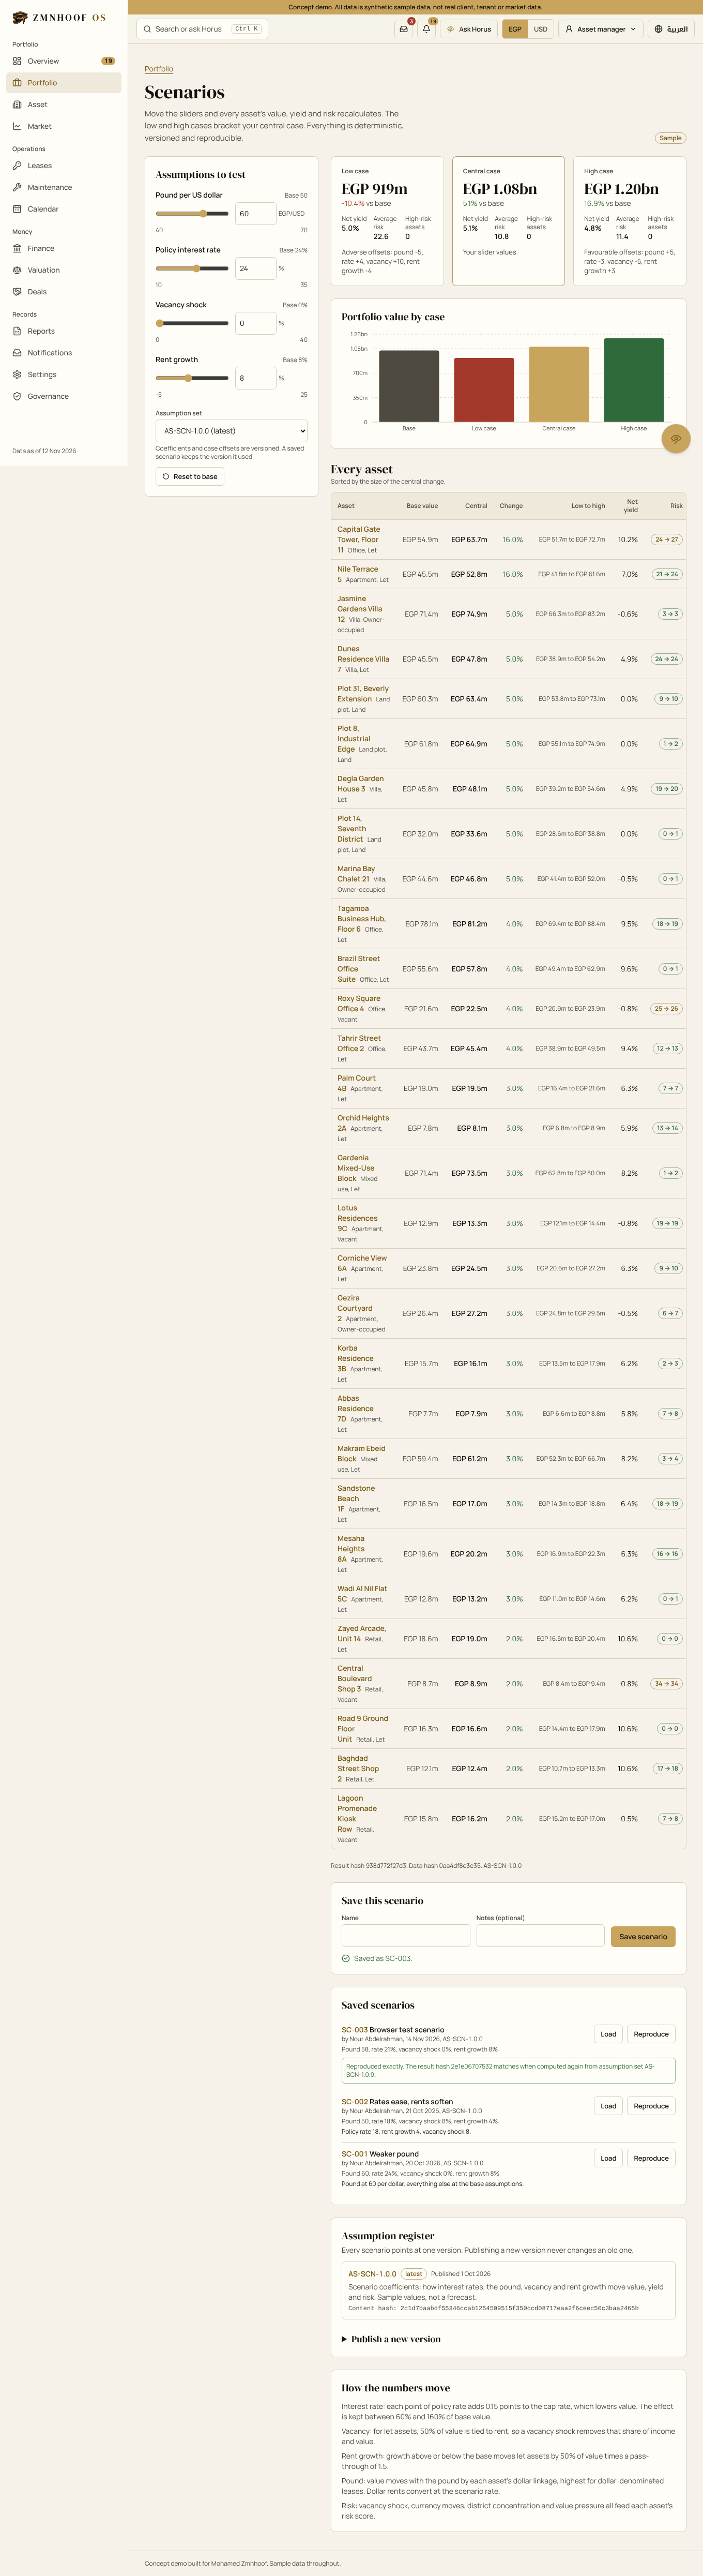 Concept demo. All data is synthetic sample data, not real client, tenant or market data.
ZMNHOOF OS
Search or ask Horus Ctrl K
3
19
Ask Horus
EGP USD
Asset manager
العربية
Portfolio
Overview 19
Portfolio
Asset
Market
Operations
Leases
Maintenance
Calendar
Money
Finance
Valuation
Deals
Records
Reports
Notifications
Settings
Governance
Data as of 12 Nov 2026
Portfolio
Scenarios
Move the sliders and every asset's value, yield and risk recalculates. The
low and high cases bracket your central case. Everything is deterministic,
versioned and reproducible.
Sample
Assumptions to test
Pound per US dollar Base 50
60 EGP/USD
40 70
Policy interest rate Base 24%
24 %
10 35
Vacancy shock Base 0%
0 %
0 40
Rent growth Base 8%
8 %
-5 25
Assumption set
AS-SCN-1.0.0 (latest)
Coefficients and case offsets are versioned. A saved
scenario keeps the version it used.
Reset to base
Low case
EGP 919m
-10.4% vs base
Net yield 5.0%
Average risk 22.6
High-risk assets 0
Adverse offsets: pound -5,
rate +4, vacancy +10, rent
growth -4
Central case
EGP 1.08bn
5.1% vs base
Net yield 5.1%
Average risk 10.8
High-risk assets 0
Your slider values
High case
EGP 1.20bn
16.9% vs base
Net yield 4.8%
Average risk 11.4
High-risk assets 0
Favourable offsets: pound +5,
rate -3, vacancy -5, rent
growth +3
Portfolio value by case
1.26bn
1.05bn
700m
350m
0
Base Low case Central case High case
Every asset
Sorted by the size of the central change.
Asset Base value Central Change Low to high Net yield Risk
Capital Gate Tower, Floor 11 Office, Let EGP 54.9m EGP 63.7m 16.0% EGP 51.7m to EGP 72.7m 10.2% 24 → 27
Nile Terrace 5 Apartment, Let EGP 45.5m EGP 52.8m 16.0% EGP 41.8m to EGP 61.6m 7.0% 21 → 24
Jasmine Gardens Villa 12 Villa, Owner-occupied EGP 71.4m EGP 74.9m 5.0% EGP 66.3m to EGP 83.2m -0.6% 3 → 3
Dunes Residence Villa 7 Villa, Let EGP 45.5m EGP 47.8m 5.0% EGP 38.9m to EGP 54.2m 4.9% 24 → 24
Plot 31, Beverly Extension Land plot, Land EGP 60.3m EGP 63.4m 5.0% EGP 53.8m to EGP 73.1m 0.0% 9 → 10
Plot 8, Industrial Edge Land plot, Land EGP 61.8m EGP 64.9m 5.0% EGP 55.1m to EGP 74.9m 0.0% 1 → 2
Degla Garden House 3 Villa, Let EGP 45.8m EGP 48.1m 5.0% EGP 39.2m to EGP 54.6m 4.9% 19 → 20
Plot 14, Seventh District Land plot, Land EGP 32.0m EGP 33.6m 5.0% EGP 28.6m to EGP 38.8m 0.0% 0 → 1
Marina Bay Chalet 21 Villa, Owner-occupied EGP 44.6m EGP 46.8m 5.0% EGP 41.4m to EGP 52.0m -0.5% 0 → 1
Tagamoa Business Hub, Floor 6 Office, Let EGP 78.1m EGP 81.2m 4.0% EGP 69.4m to EGP 88.4m 9.5% 18 → 19
Brazil Street Office Suite Office, Let EGP 55.6m EGP 57.8m 4.0% EGP 49.4m to EGP 62.9m 9.6% 0 → 1
Roxy Square Office 4 Office, Vacant EGP 21.6m EGP 22.5m 4.0% EGP 20.9m to EGP 23.9m -0.8% 25 → 26
Tahrir Street Office 2 Office, Let EGP 43.7m EGP 45.4m 4.0% EGP 38.9m to EGP 49.5m 9.4% 12 → 13
Palm Court 4B Apartment, Let EGP 19.0m EGP 19.5m 3.0% EGP 16.4m to EGP 21.6m 6.3% 7 → 7
Orchid Heights 2A Apartment, Let EGP 7.8m EGP 8.1m 3.0% EGP 6.8m to EGP 8.9m 5.9% 13 → 14
Gardenia Mixed-Use Block Mixed use, Let EGP 71.4m EGP 73.5m 3.0% EGP 62.8m to EGP 80.0m 8.2% 1 → 2
Lotus Residences 9C Apartment, Vacant EGP 12.9m EGP 13.3m 3.0% EGP 12.1m to EGP 14.4m -0.8% 19 → 19
Corniche View 6A Apartment, Let EGP 23.8m EGP 24.5m 3.0% EGP 20.6m to EGP 27.2m 6.3% 9 → 10
Gezira Courtyard 2 Apartment, Owner-occupied EGP 26.4m EGP 27.2m 3.0% EGP 24.8m to EGP 29.5m -0.5% 6 → 7
Korba Residence 3B Apartment, Let EGP 15.7m EGP 16.1m 3.0% EGP 13.5m to EGP 17.9m 6.2% 2 → 3
Abbas Residence 7D Apartment, Let EGP 7.7m EGP 7.9m 3.0% EGP 6.6m to EGP 8.8m 5.8% 7 → 8
Makram Ebeid Block Mixed use, Let EGP 59.4m EGP 61.2m 3.0% EGP 52.3m to EGP 66.7m 8.2% 3 → 4
Sandstone Beach 1F Apartment, Let EGP 16.5m EGP 17.0m 3.0% EGP 14.3m to EGP 18.8m 6.4% 18 → 19
Mesaha Heights 8A Apartment, Let EGP 19.6m EGP 20.2m 3.0% EGP 16.9m to EGP 22.3m 6.3% 16 → 16
Wadi Al Nil Flat 5C Apartment, Let EGP 12.8m EGP 13.2m 3.0% EGP 11.0m to EGP 14.6m 6.2% 0 → 1
Zayed Arcade, Unit 14 Retail, Let EGP 18.6m EGP 19.0m 2.0% EGP 16.5m to EGP 20.4m 10.6% 0 → 0
Central Boulevard Shop 3 Retail, Vacant EGP 8.7m EGP 8.9m 2.0% EGP 8.4m to EGP 9.4m -0.8% 34 → 34
Road 9 Ground Floor Unit Retail, Let EGP 16.3m EGP 16.6m 2.0% EGP 14.4m to EGP 17.9m 10.6% 0 → 0
Baghdad Street Shop 2 Retail, Let EGP 12.1m EGP 12.4m 2.0% EGP 10.7m to EGP 13.3m 10.6% 17 → 18
Lagoon Promenade Kiosk Row Retail, Vacant EGP 15.8m EGP 16.2m 2.0% EGP 15.2m to EGP 17.0m -0.5% 7 → 8
Result hash 938d772f27d3. Data hash 0aa4df8e3e35. AS-SCN-1.0.0
Save this scenario
Name
Notes (optional)
Save scenario
Saved as SC-003.
Saved scenarios
SC-003 Browser test scenario
by Nour Abdelrahman, 14 Nov 2026, AS-SCN-1.0.0
Pound 58, rate 21%, vacancy shock 0%, rent growth 8%
Load Reproduce
Reproduced exactly. The result hash 2e1e06707532 matches when computed again from assumption set AS-
SCN-1.0.0.
SC-002 Rates ease, rents soften
by Nour Abdelrahman, 21 Oct 2026, AS-SCN-1.0.0
Pound 50, rate 18%, vacancy shock 8%, rent growth 4%
Policy rate 18, rent growth 4, vacancy shock 8.
Load Reproduce
SC-001 Weaker pound
by Nour Abdelrahman, 20 Oct 2026, AS-SCN-1.0.0
Pound 60, rate 24%, vacancy shock 0%, rent growth 8%
Pound at 60 per dollar, everything else at the base assumptions.
Load Reproduce
Assumption register
Every scenario points at one version. Publishing a new version never changes an old one.
AS-SCN-1.0.0 latest Published 1 Oct 2026
Scenario coefficients: how interest rates, the pound, vacancy and rent growth move value, yield
and risk. Sample values, not a forecast.
Publish a new version
How the numbers move
Interest rate: each point of policy rate adds 0.15 points to the cap rate, which lowers value. The effect
is kept between 60% and 160% of base value.
Vacancy: for let assets, 50% of value is tied to rent, so a vacancy shock removes that share of income
and value.
Rent growth: growth above or below the base moves let assets by 50% of value times a pass-
through of 1.5.
Pound: value moves with the pound by each asset's dollar linkage, highest for dollar-denominated
leases. Dollar rents convert at the scenario rate.
Risk: vacancy shock, currency moves, district concentration and value pressure all feed each asset's
risk score.
Concept demo built for Mohamed Zmnhoof. Sample data throughout.